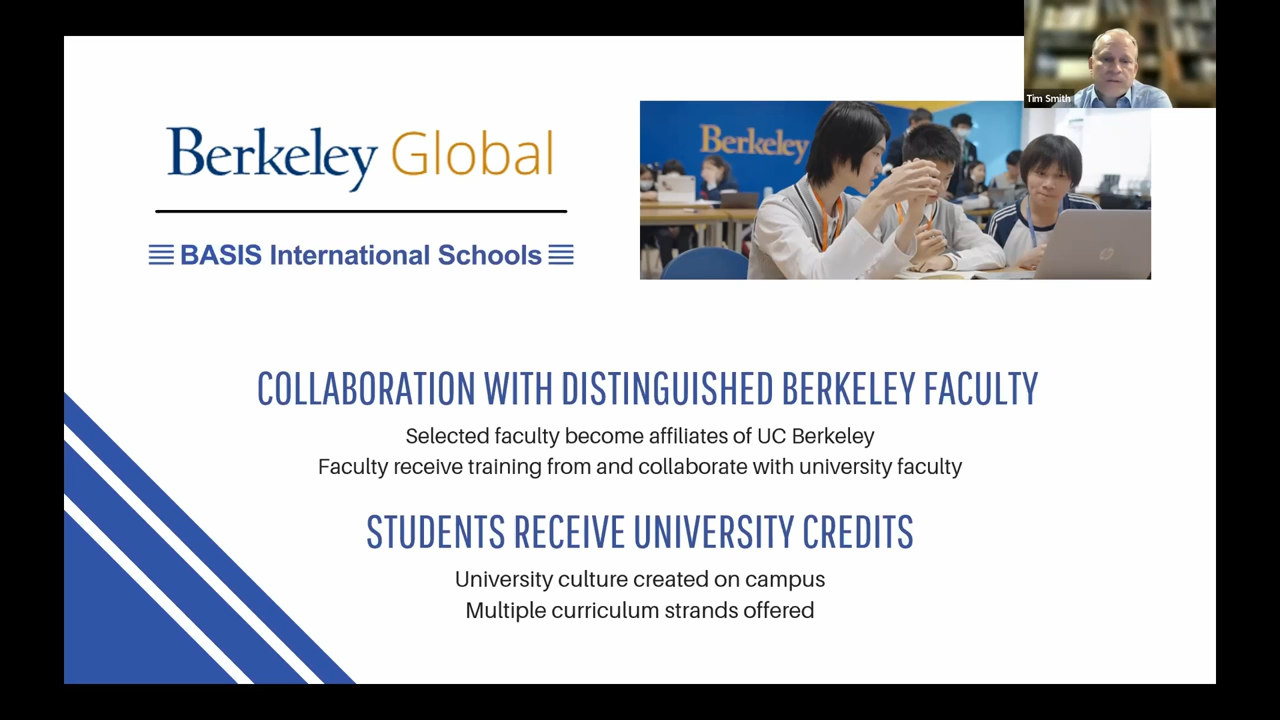 Tim Smith
Berkeley Global
BASIS International Schools
Berkeley
COLLABORATION WITH DISTINGUISHED BERKELEY FACULTY
Selected faculty become affiliates of UC Berkeley
Faculty receive training from and collaborate with university faculty
STUDENTS RECEIVE UNIVERSITY CREDITS
University culture created on campus
Multiple curriculum strands offered